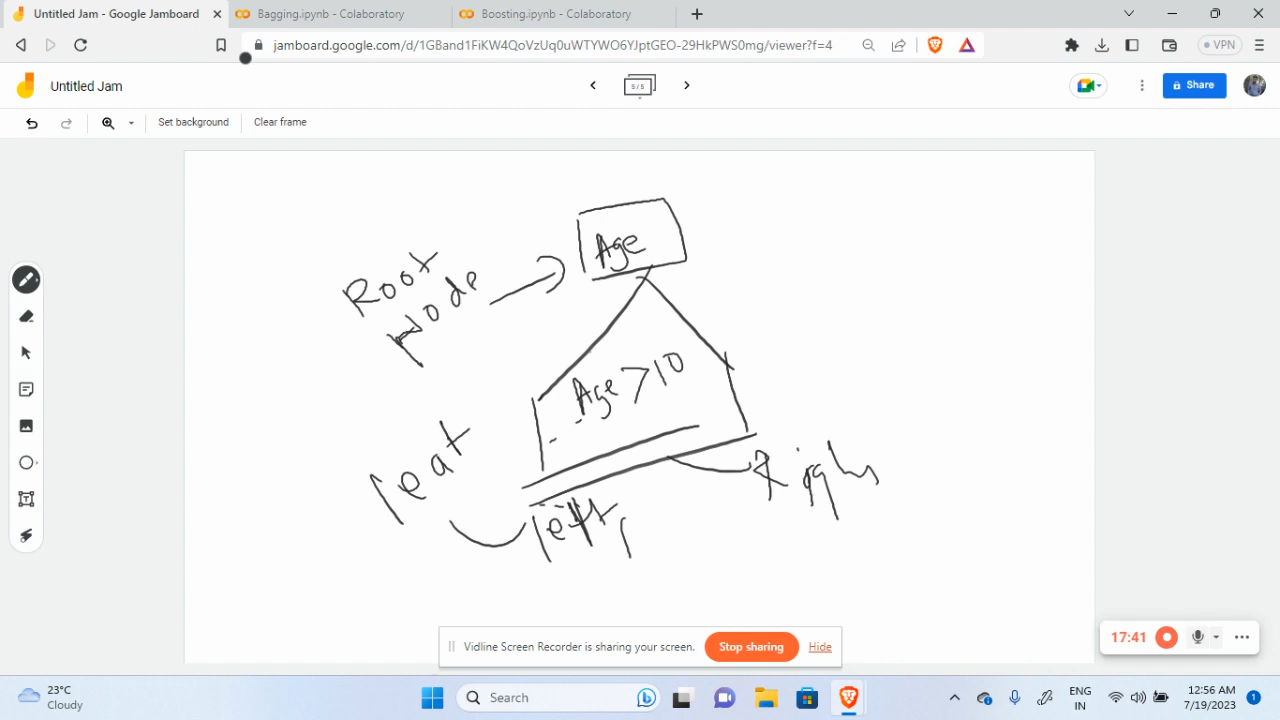 Untitled Jam - Google Jamboard
Bagging.ipynb - Colaboratory
Boosting.ipynb - Colaboratory
jamboard.google.com/d/1GBandTFiKW4QoVzUq0uWTYWO6YJptGEO-29HkPWS0mg/viewer?f=4
VPN
Untitled Jam
5 / 5
Share
Set background
Clear frame
Age
Root
Node
Age > 10
leaf
left
Vidline Screen Recorder is sharing your screen.
Stop sharing
Hide
17:41
23°C
Cloudy
Search
ENG
IN
12:56 AM
7/19/2023
1